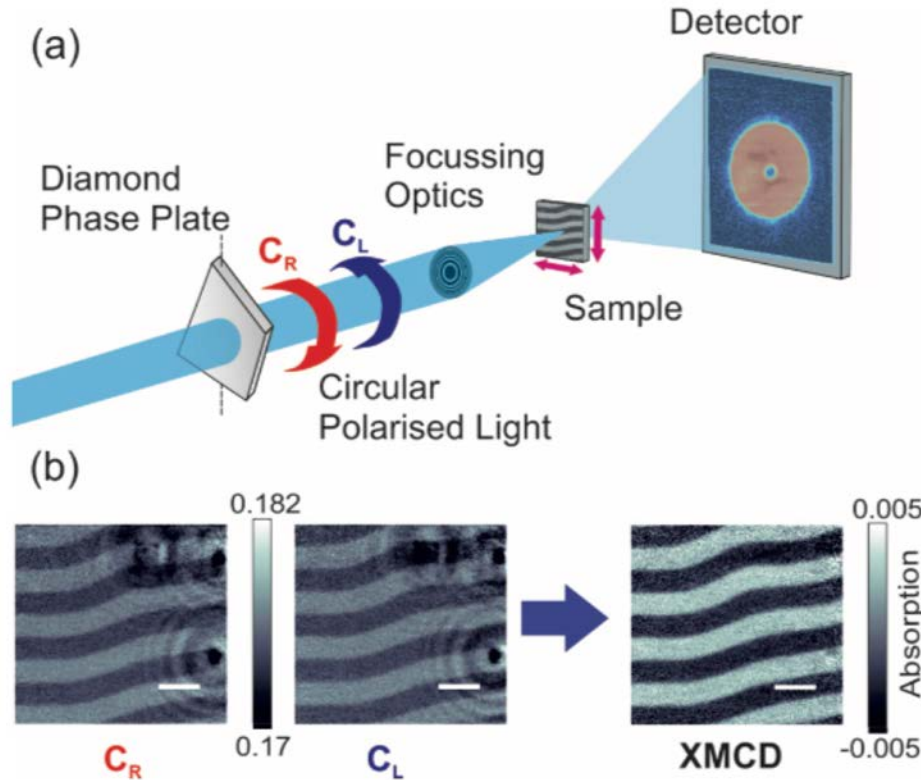 (a)
Detector
Focussing
Optics
Diamond
Phase Plate
C_R
C_L
Sample
Circular
Polarised Light
(b)
0.182
0.005
Absorption
0.17
-0.005
C_R
C_L
XMCD